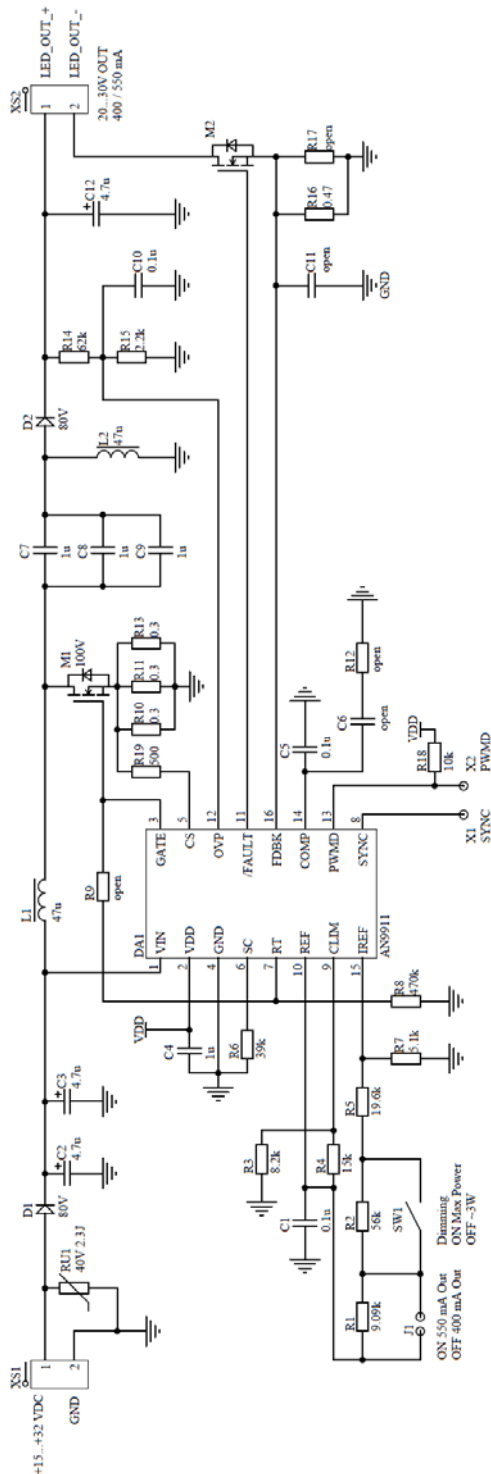 XS1
+15...+32 VDC
1
GND
2
RU1
40V 2.3J
D1
80V
C2
4.7u
C3
4.7u
L1
47u
VDD
C4
1u
R6
39k
R9
open
DA1
VIN
1
VDD
2
GND
4
SC
6
RT
7
REF
10
CLIM
9
IREF
15
GATE
3
CS
5
OVP
12
/FAULT
11
FDBK
16
COMP
14
PWMD
13
SYNC
8
AN9911
R3
8.2k
C1
0.1u
R4
15k
R1
9.09k
R2
56k
R5
19.6k
R7
5.1k
R8
470k
J1
ON 550 mA Out
OFF 400 mA Out
SW1
Dimming
ON Max Power
OFF ~3W
M1
100V
R19
500
R10
0.3
R11
0.3
R13
0.3
C7
1u
C8
1u
C9
1u
L2
47u
D2
80V
R14
62k
R15
2.2k
C10
0.1u
C12
4.7u
C5
0.1u
C6
open
R12
open
VDD
R18
10k
X1
SYNC
X2
PWMD
M2
C11
open
GND
R16
0.47
R17
open
XS2
1
LED_OUT_+
2
LED_OUT_-
20...30V OUT
400 / 550 mA